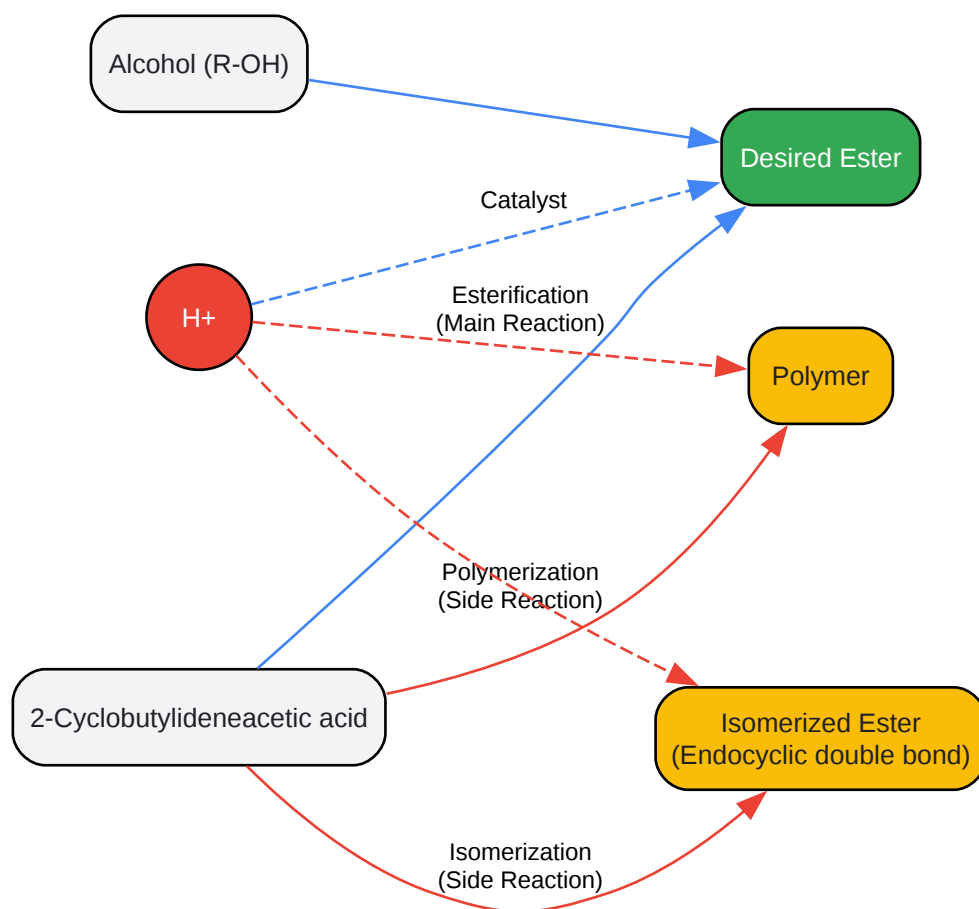 Alcohol (R-OH)
Desired Ester
Catalyst
H+
Esterification
(Main Reaction)
Polymer
Polymerization
(Side Reaction)
2-Cyclobutylideneacetic acid
Isomerized Ester
(Endocyclic double bond)
Isomerization
(Side Reaction)